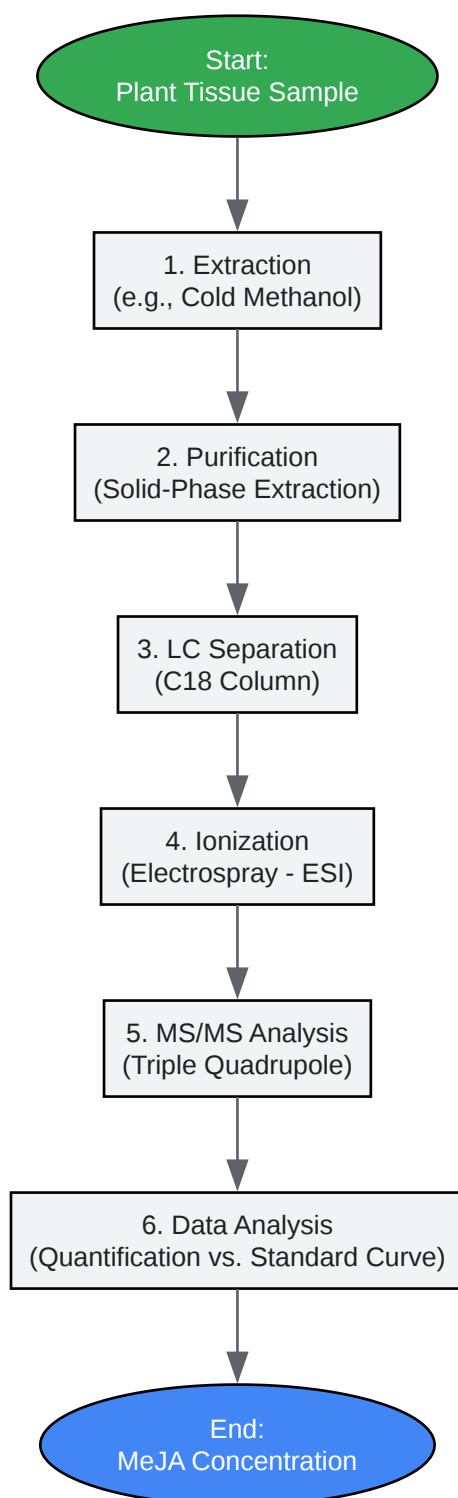 Start:
Plant Tissue Sample
1. Extraction
(e.g., Cold Methanol)
2. Purification
(Solid-Phase Extraction)
3. LC Separation
(C18 Column)
4. Ionization
(Electrospray - ESI)
5. MS/MS Analysis
(Triple Quadrupole)
6. Data Analysis
(Quantification vs. Standard Curve)
End:
MeJA Concentration